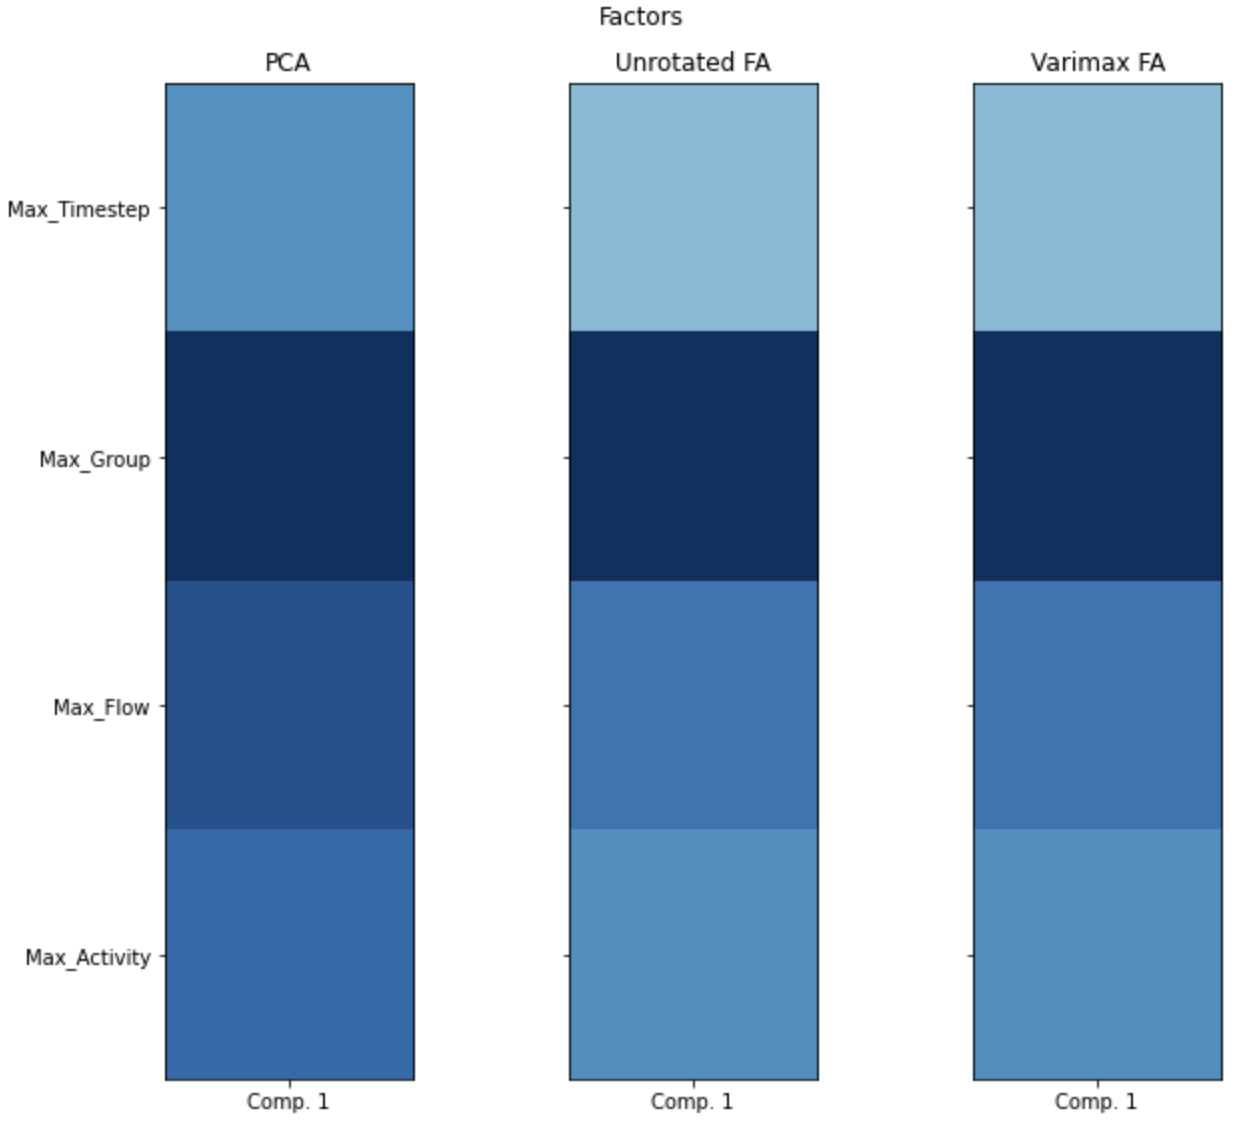 Factors
PCA
Unrotated FA
Varimax FA
Max_Timestep
Max_Group
Max_Flow
Max_Activity
Comp. 1
Comp. 1
Comp. 1